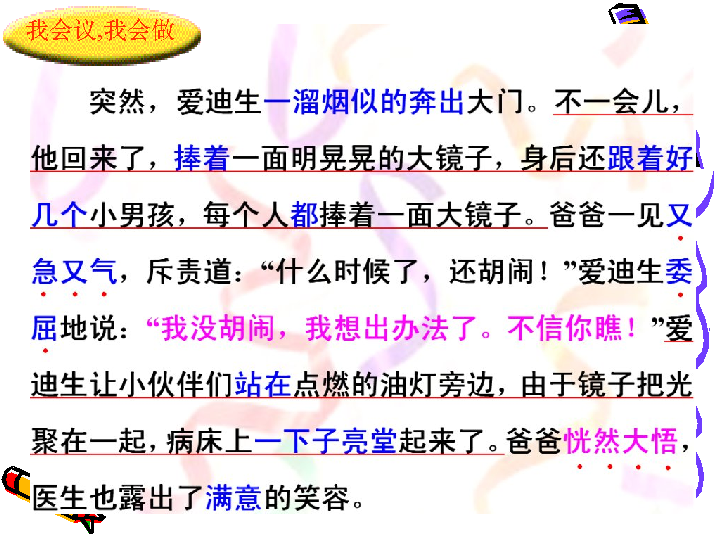 我会议,我会做
突然，爱迪生一溜烟似的奔出大门。不一会儿，
他回来了，捧着一面明晃晃的大镜子，身后还跟着好
几个小男孩，每个人都捧着一面大镜子。爸爸一见又
急又气，斥责道：“什么时候了，还胡闹！”爱迪生委
屈地说：“我没胡闹，我想出办法了。不信你瞧！”爱
迪生让小伙伴们站在点燃的油灯旁边，由于镜子把光
聚在一起，病床上一下子亮堂起来了。爸爸恍然大悟，
医生也露出了满意的笑容。